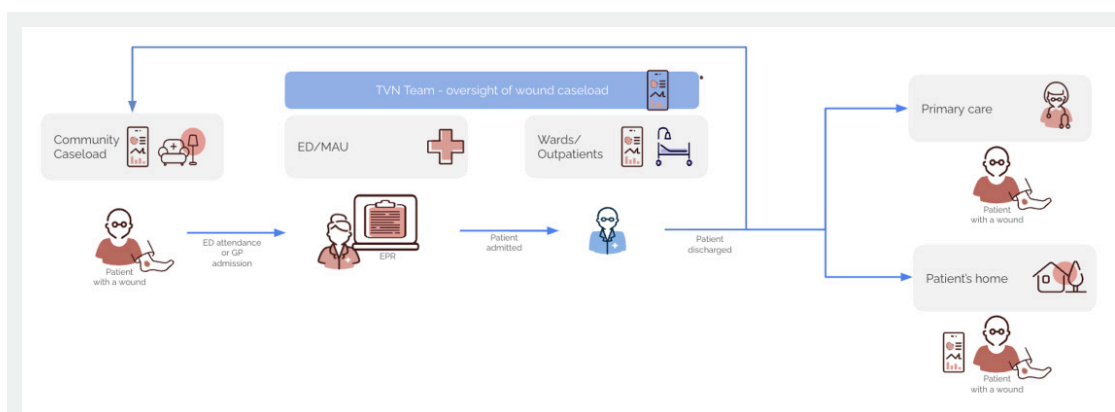 TVN Team - oversight of wound caseload
Community
Caseload
ED/MAU
Wards/
Outpatients
Primary care
Patient
with a wound
ED attendance
or GP
admission
EPR
Patient
admitted
Patient
discharged
Patient
with a wound
Patient's home
Patient
with a wound